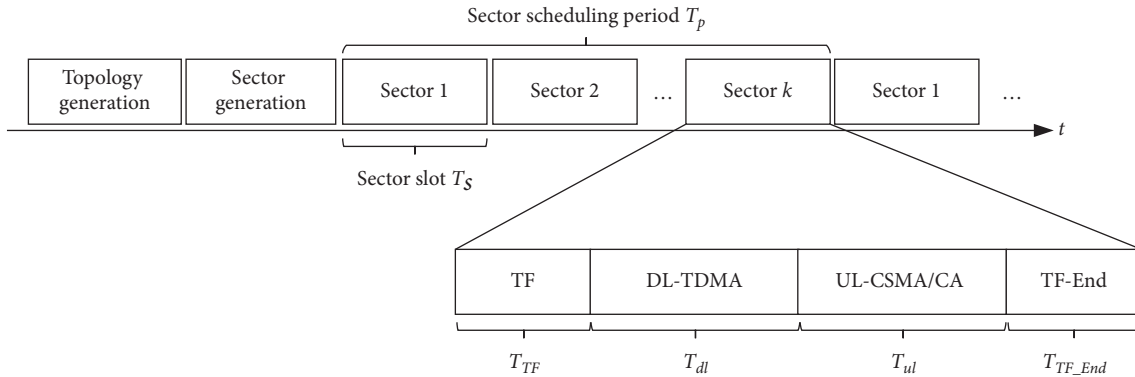 Sector scheduling period T_p
Topology generation
Sector generation
Sector 1
Sector 2
...
Sector k
Sector 1
...
t
Sector slot T_S
TF
DL-TDMA
UL-CSMA/CA
TF-End
T_TF
T_dl
T_ul
T_TF_End